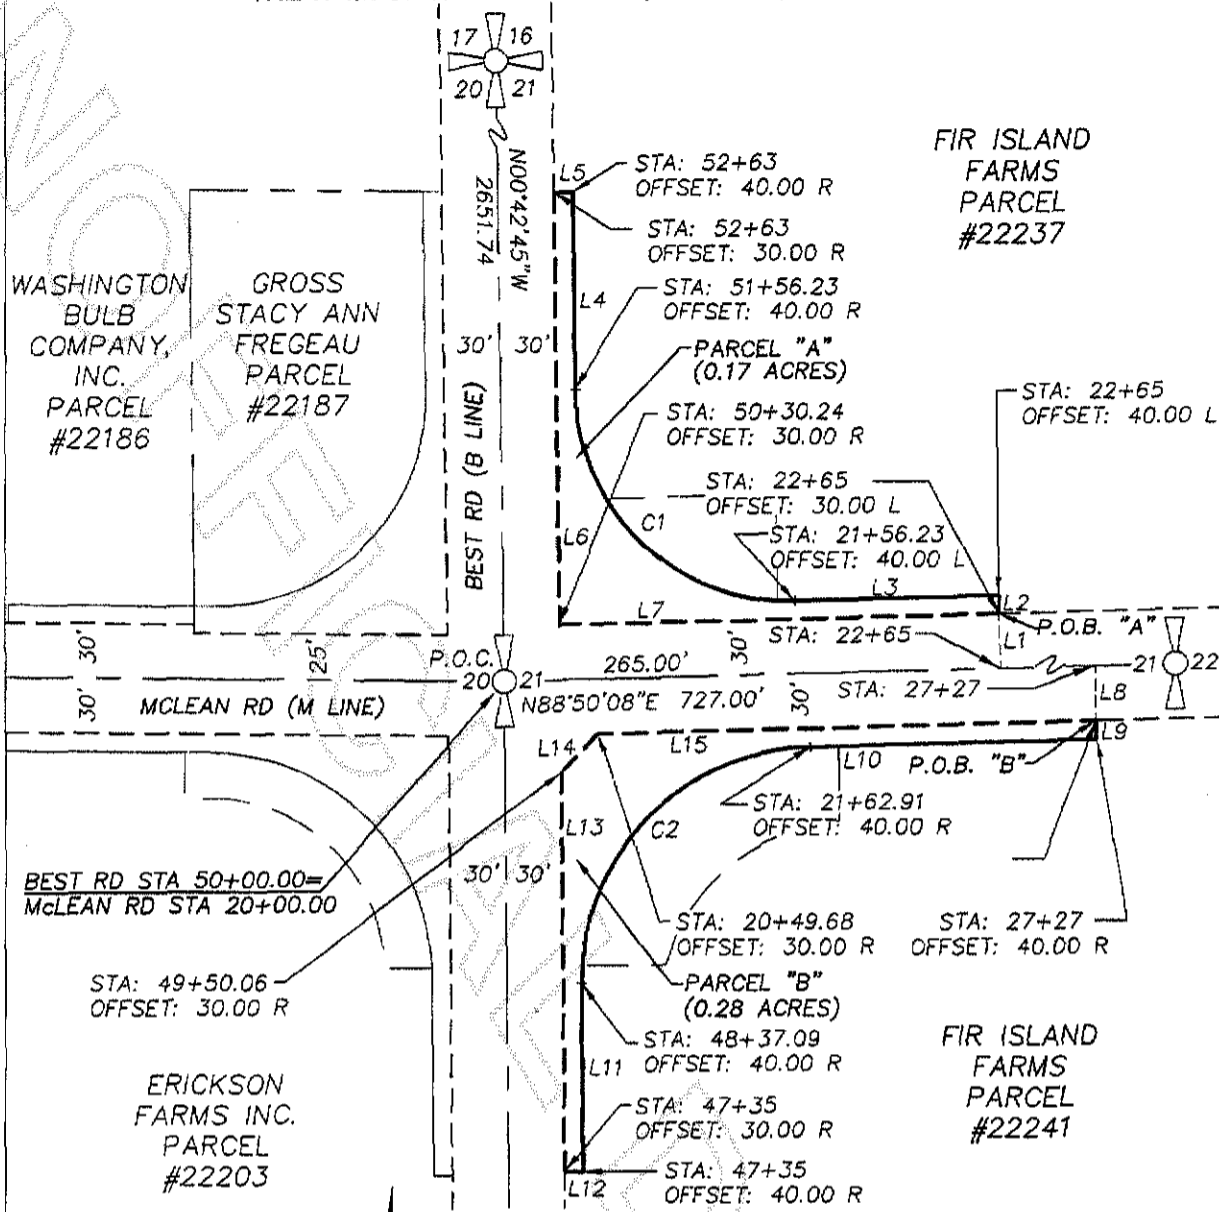 17 16
20 21
N00°42'45"W
2651.74
FIR ISLAND
FARMS
PARCEL
#22237
L5
STA: 52+63
OFFSET: 40.00 R
STA: 52+63
OFFSET: 30.00 R
WASHINGTON
BULB
COMPANY,
INC.
PARCEL
#22186
GROSS
STACY ANN
FREGEAU
PARCEL
#22187
L4
STA: 51+56.23
OFFSET: 40.00 R
30' 30'
PARCEL "A"
(0.17 ACRES)
STA: 22+65
OFFSET: 40.00 L
BEST RD (B LINE)
STA: 50+30.24
OFFSET: 30.00 R
STA: 22+65
OFFSET: 30.00 L
L6
C1
STA: 21+56.23
OFFSET: 40.00 L
L3
L2
L7
L1
P.O.B. "A"
30'
25'
30'
STA: 22+65
P.O.C.
265.00'
20 21
21 22
30'
MCLEAN RD (M LINE)
N88°50'08"E 727.00'
30'
STA: 27+27
L8
L14
L15
L9
L10
P.O.B. "B"
STA: 21+62.91
OFFSET: 40.00 R
L13
C2
30' 30'
BEST RD STA 50+00.00=
McLEAN RD STA 20+00.00
STA: 20+49.68
OFFSET: 30.00 R
STA: 27+27
OFFSET: 40.00 R
STA: 49+50.06
OFFSET: 30.00 R
PARCEL "B"
(0.28 ACRES)
STA: 48+37.09
OFFSET: 40.00 R
L11
FIR ISLAND
FARMS
PARCEL
#22241
ERICKSON
FARMS INC.
PARCEL
#22203
STA: 47+35
OFFSET: 30.00 R
L12
STA: 47+35
OFFSET: 40.00 R